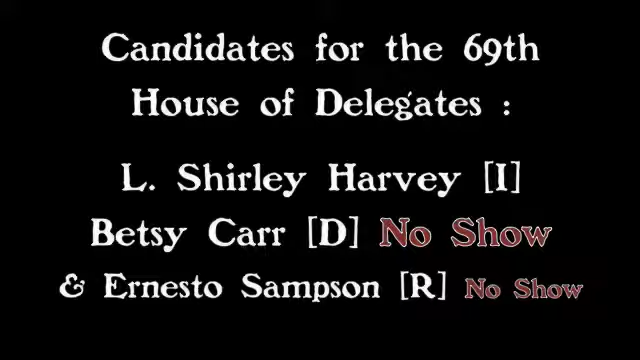 Candidates for the 69th
House of Delegates :
L. Shirley Harvey [I]
Betsy Carr [D] No Show
& Ernesto Sampson [R] No Show